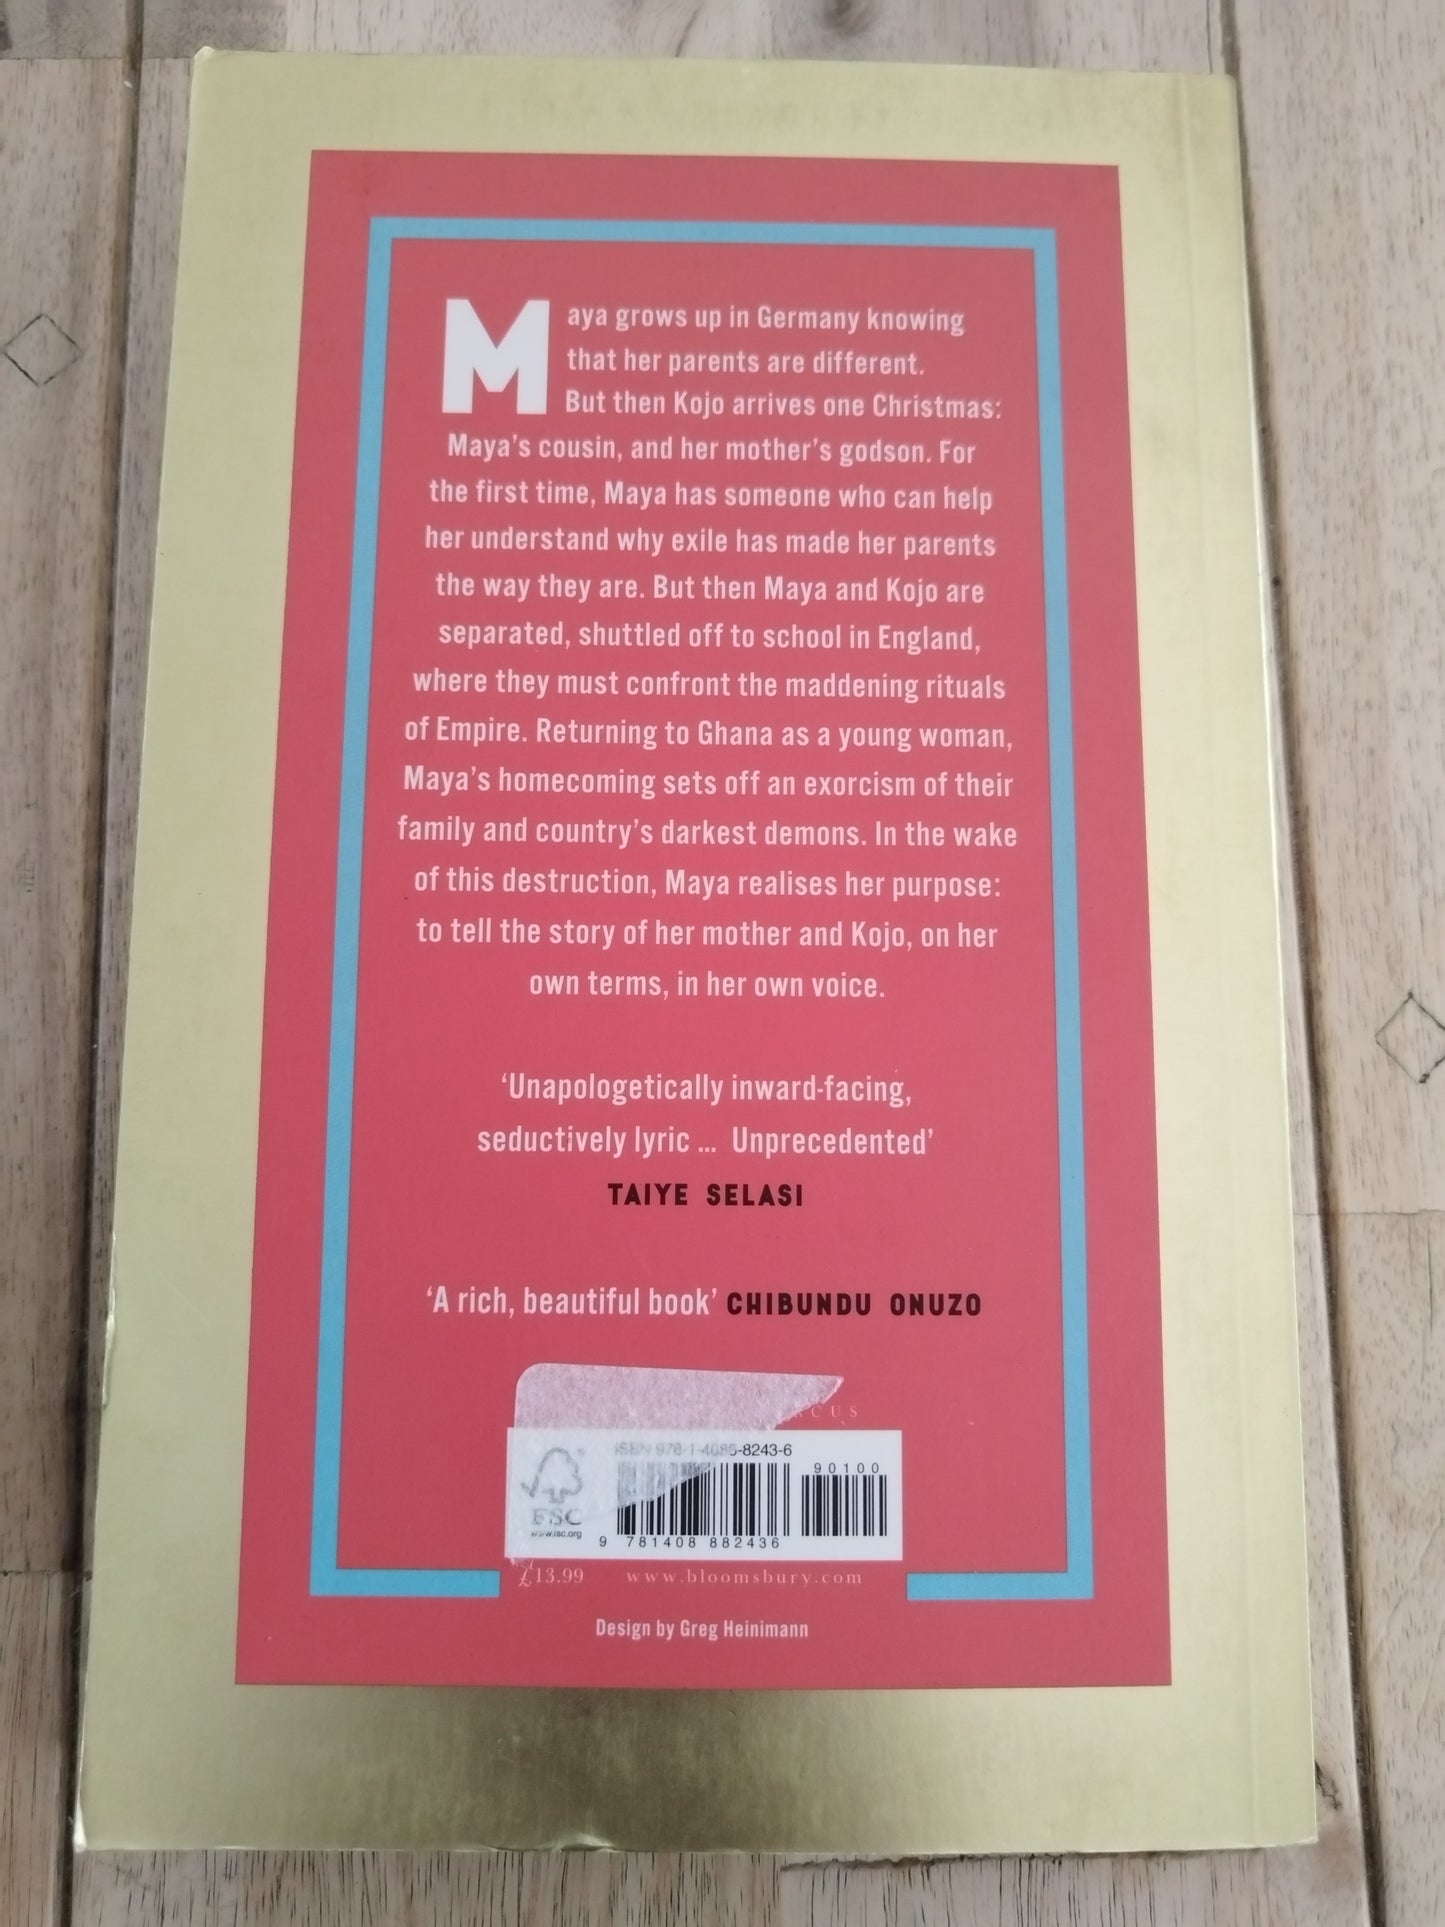 Maya grows up in Germany knowing
that her parents are different.
But then Kojo arrives one Christmas:
Maya's cousin, and her mother's godson. For
the first time, Maya has someone who can help
her understand why exile has made her parents
the way they are. But then Maya and Kojo are
separated, shuttled off to school in England,
where they must confront the maddening rituals
of Empire. Returning to Ghana as a young woman,
Maya's homecoming sets off an exorcism of their
family and country's darkest demons. In the wake
of this destruction, Maya realises her purpose:
to tell the story of her mother and Kojo, on her
own terms, in her own voice.
‘Unapologetically inward-facing,
seductively lyric ... Unprecedented’
TAIYE SELASI
‘A rich, beautiful book’ CHIBUNDU ONUZO
ISBN 978-1-4088-8243-6
90100
FSC
www.fsc.org
9 781408 882436
£13.99 www.bloomsbury.com
Design by Greg Heinimann